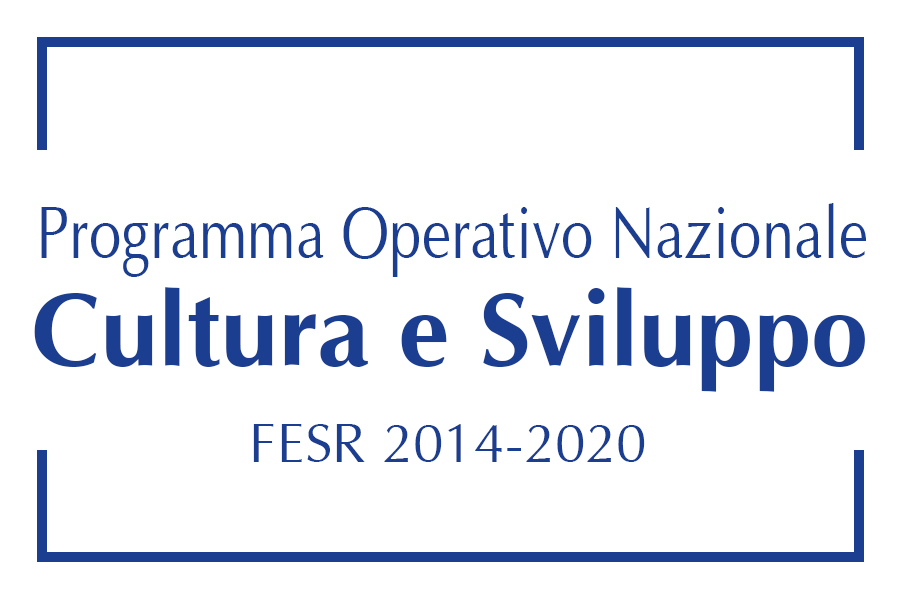 Programma Operativo Nazionale
Cultura e Sviluppo
FESR 2014-2020